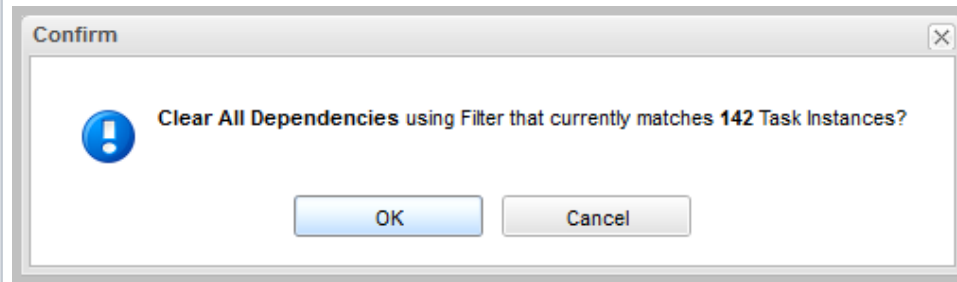 Confirm
Clear All Dependencies using Filter that currently matches 142 Task Instances?
OK
Cancel